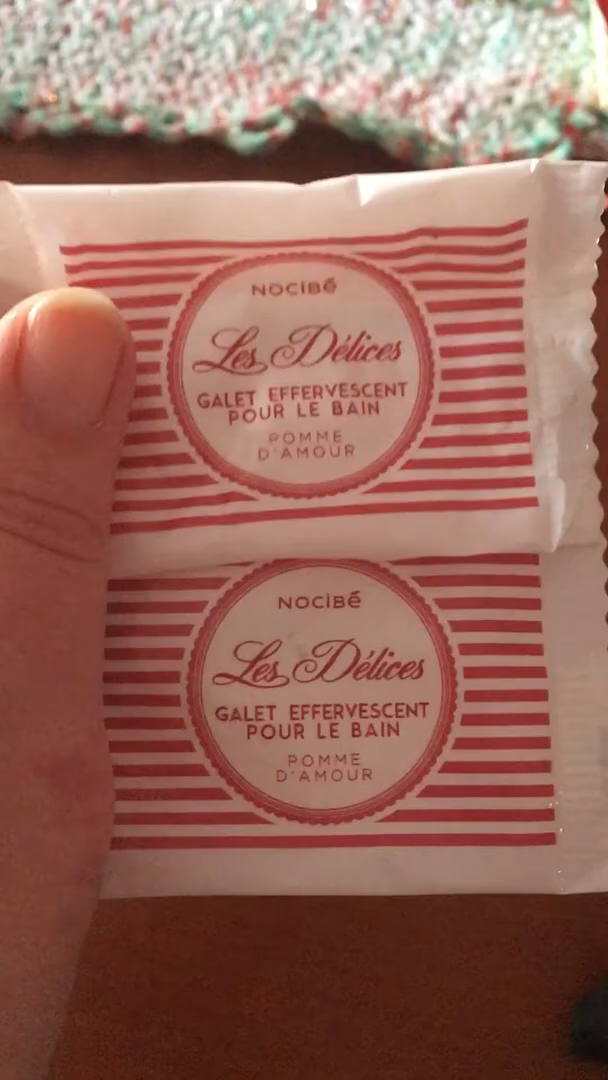 NOCIBÉ
Les Délices
GALET EFFERVESCENT
POUR LE BAIN
POMME
D'AMOUR
NOCIBÉ
Les Délices
GALET EFFERVESCENT
POUR LE BAIN
POMME
D'AMOUR